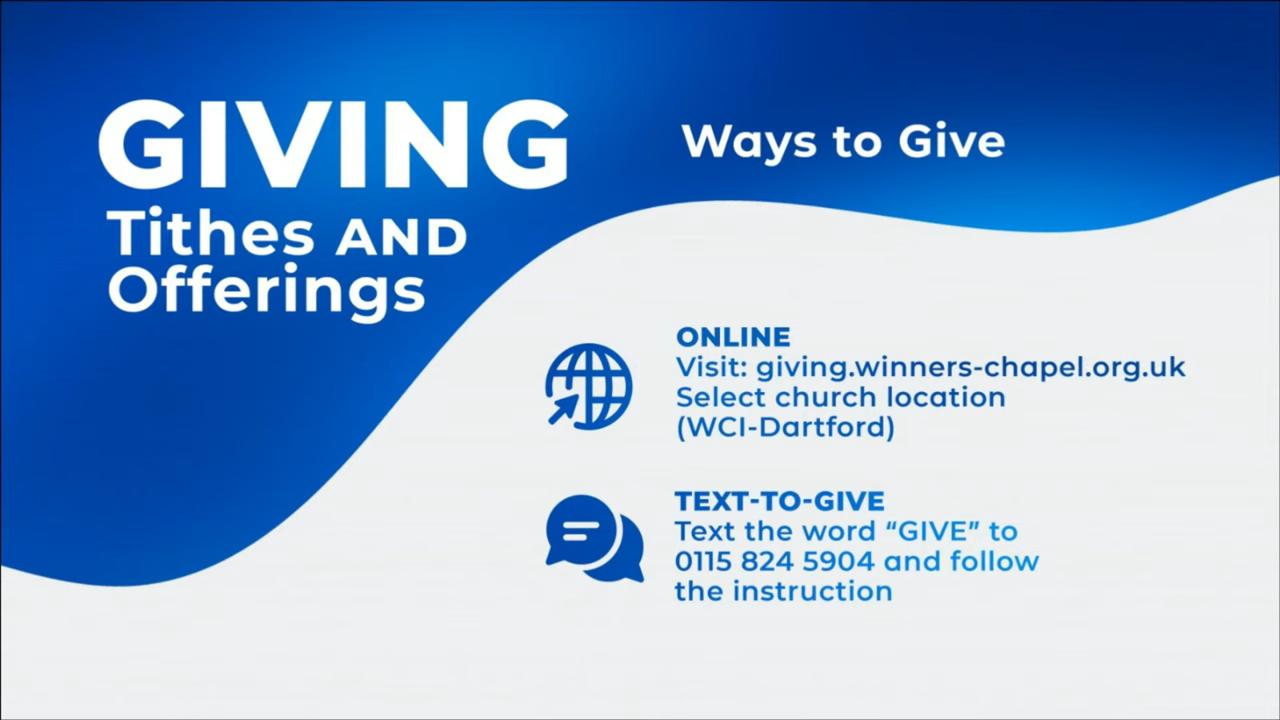 GIVING
Tithes AND
Offerings
Ways to Give
ONLINE
Visit: giving.winners-chapel.org.uk
Select church location
(WCI-Dartford)
TEXT-TO-GIVE
Text the word “GIVE” to
0115 824 5904 and follow
the instruction